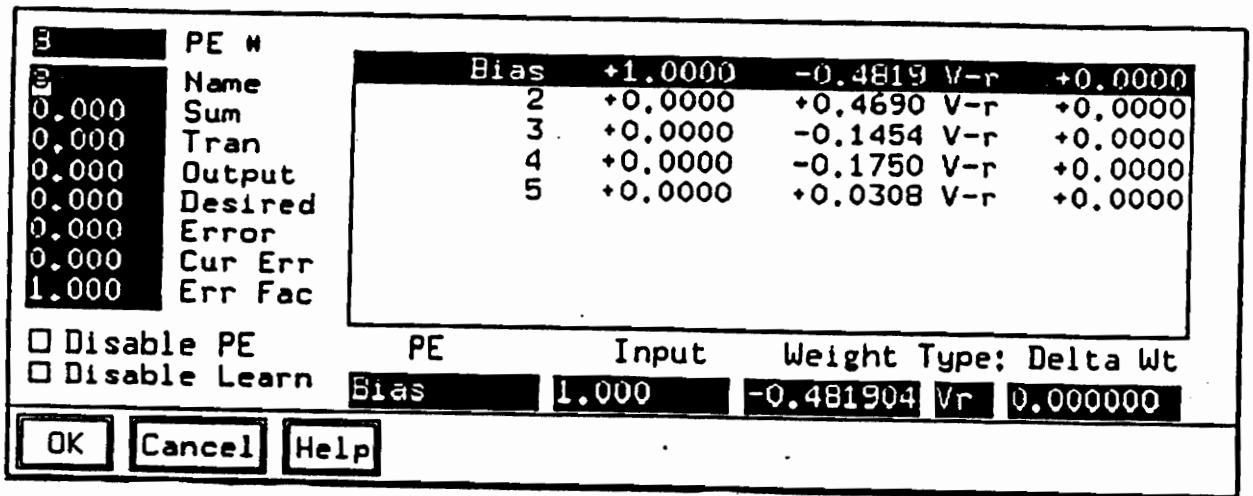 8 PE #
8 Name
0.000 Sum
0.000 Tran
0.000 Output
0.000 Desired
0.000 Error
0.000 Cur Err
1.000 Err Fac
Bias +1.0000 -0.4819 V-r +0.0000
2 +0.0000 +0.4690 V-r +0.0000
3 +0.0000 -0.1454 V-r +0.0000
4 +0.0000 -0.1750 V-r +0.0000
5 +0.0000 +0.0308 V-r +0.0000
Disable PE
Disable Learn
PE Input Weight Type: Delta Wt
Bias 1.000 -0.481904 Vr 0.000000
OK Cancel Help